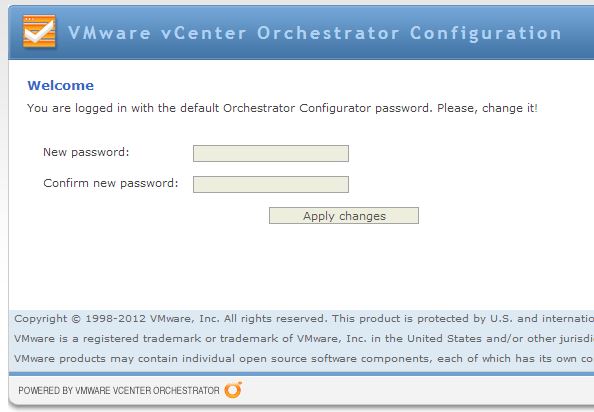 VMware vCenter Orchestrator Configuration
Welcome
You are logged in with the default Orchestrator Configurator password. Please, change it!
New password:
Confirm new password:
Apply changes
Copyright © 1998-2012 VMware, Inc. All rights reserved. This product is protected by U.S. and internatio
VMware is a registered trademark or trademark of VMware, Inc. in the United States and/or other jurisdi
VMware products may contain individual open source software components, each of which has its own co
POWERED BY VMWARE VCENTER ORCHESTRATOR